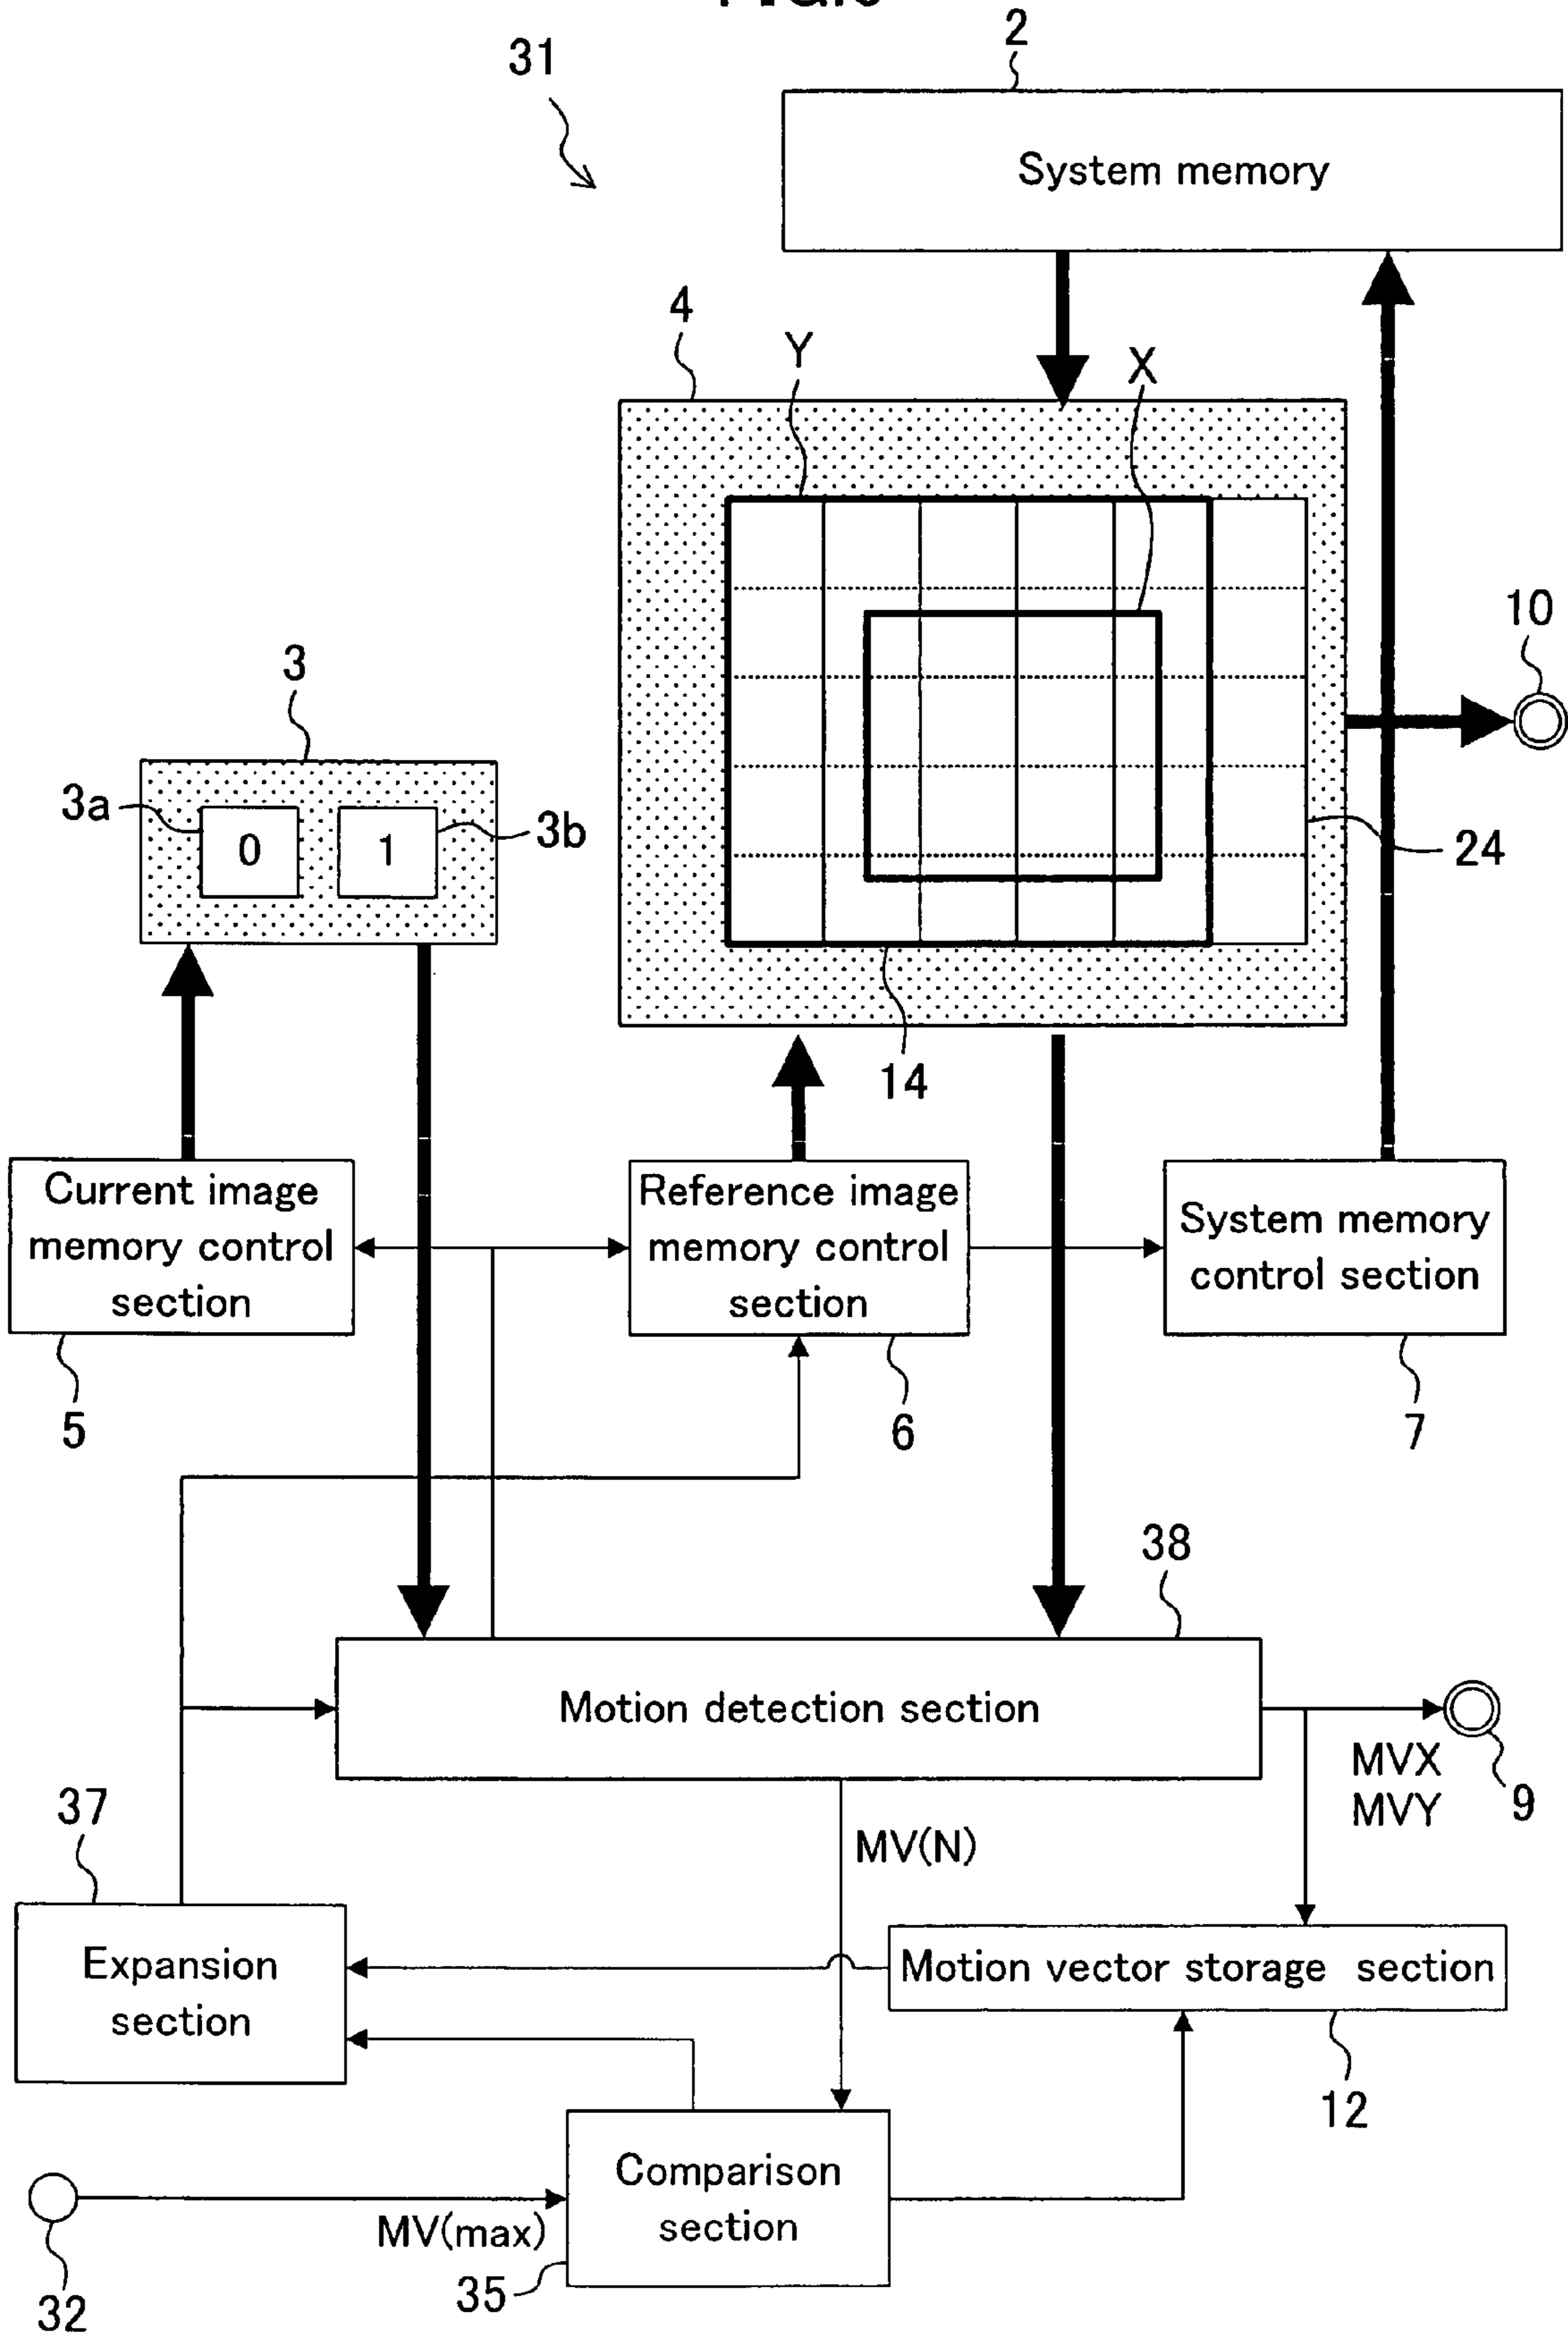 2
31
System memory
4
Y
X
10
3
3a
0
1
3b
24
14
Current image
memory control
section
Reference image
memory control
section
System memory
control section
5
6
7
38
Motion detection section
MVX
MVY
9
37
MV(N)
Expansion
section
Motion vector storage section
12
Comparison
section
MV(max)
35
32